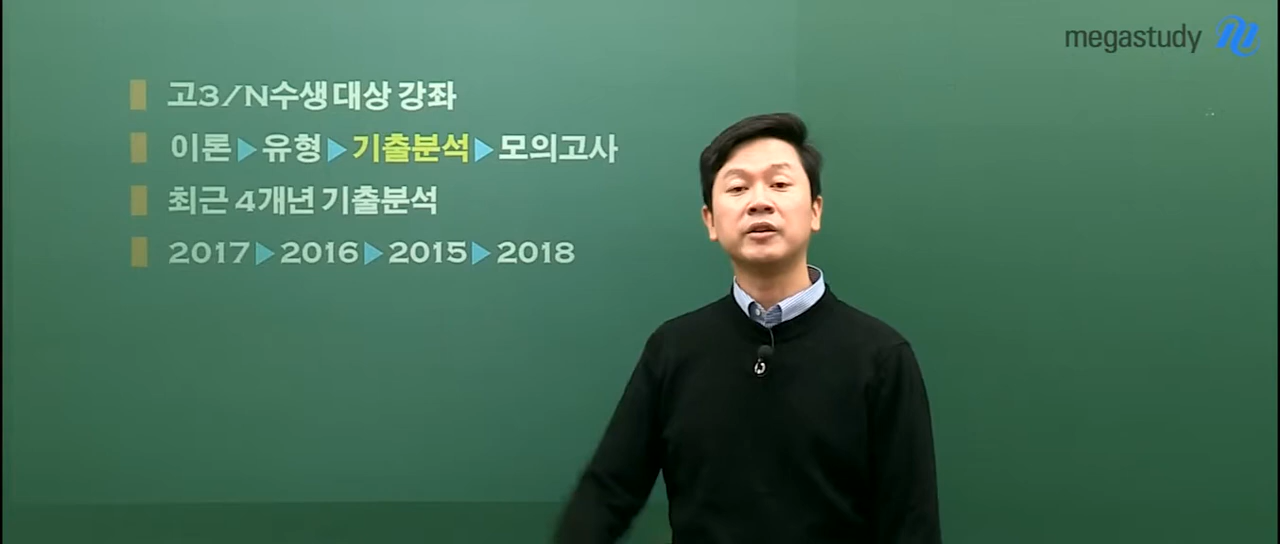 megastudy
고3/N수생 대상 강좌
이론▶유형▶기출분석▶모의고사
최근 4개년 기출분석
2017▶2016▶2015▶2018